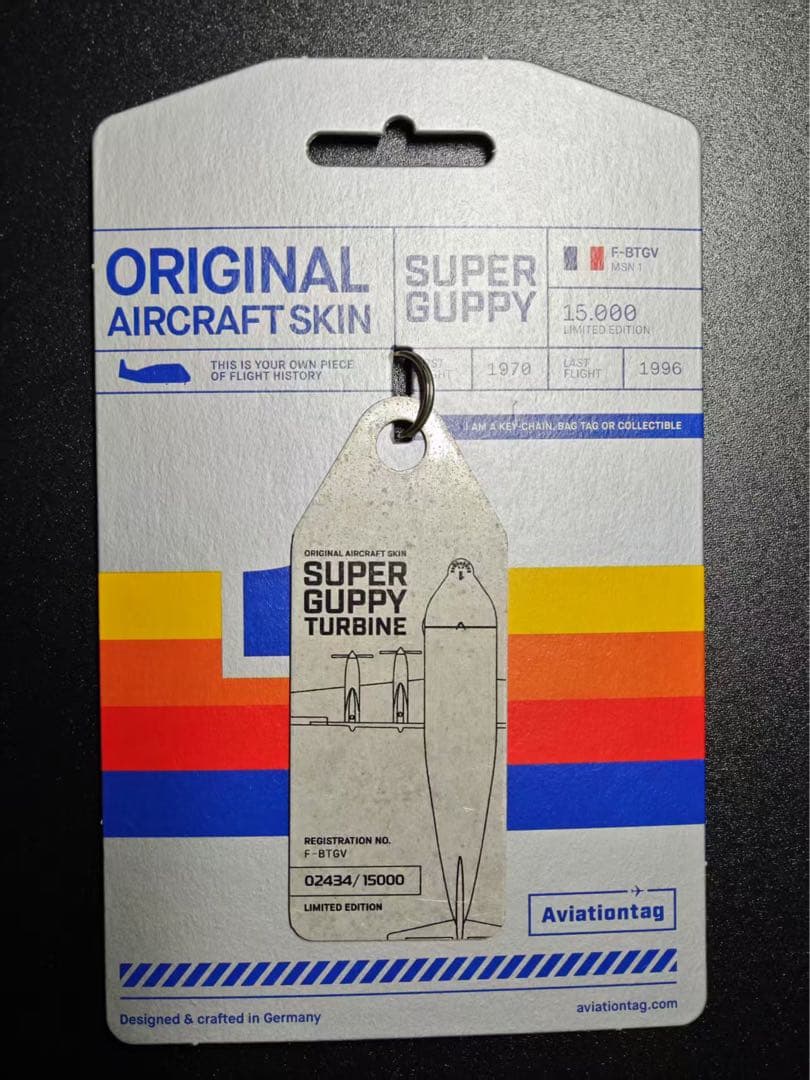 ORIGINAL
AIRCRAFT SKIN
SUPER
GUPPY
F-BTGV
MSN 1
15.000
LIMITED EDITION
THIS IS YOUR OWN PIECE
OF FLIGHT HISTORY
1970
LAST
FLIGHT
1996
I AM A KEY-CHAIN, BAG TAG OR COLLECTIBLE
ORIGINAL AIRCRAFT SKIN
SUPER
GUPPY
TURBINE
REGISTRATION NO.
F-BTGV
02434/15000
LIMITED EDITION
Aviationtag
Designed & crafted in Germany
aviationtag.com